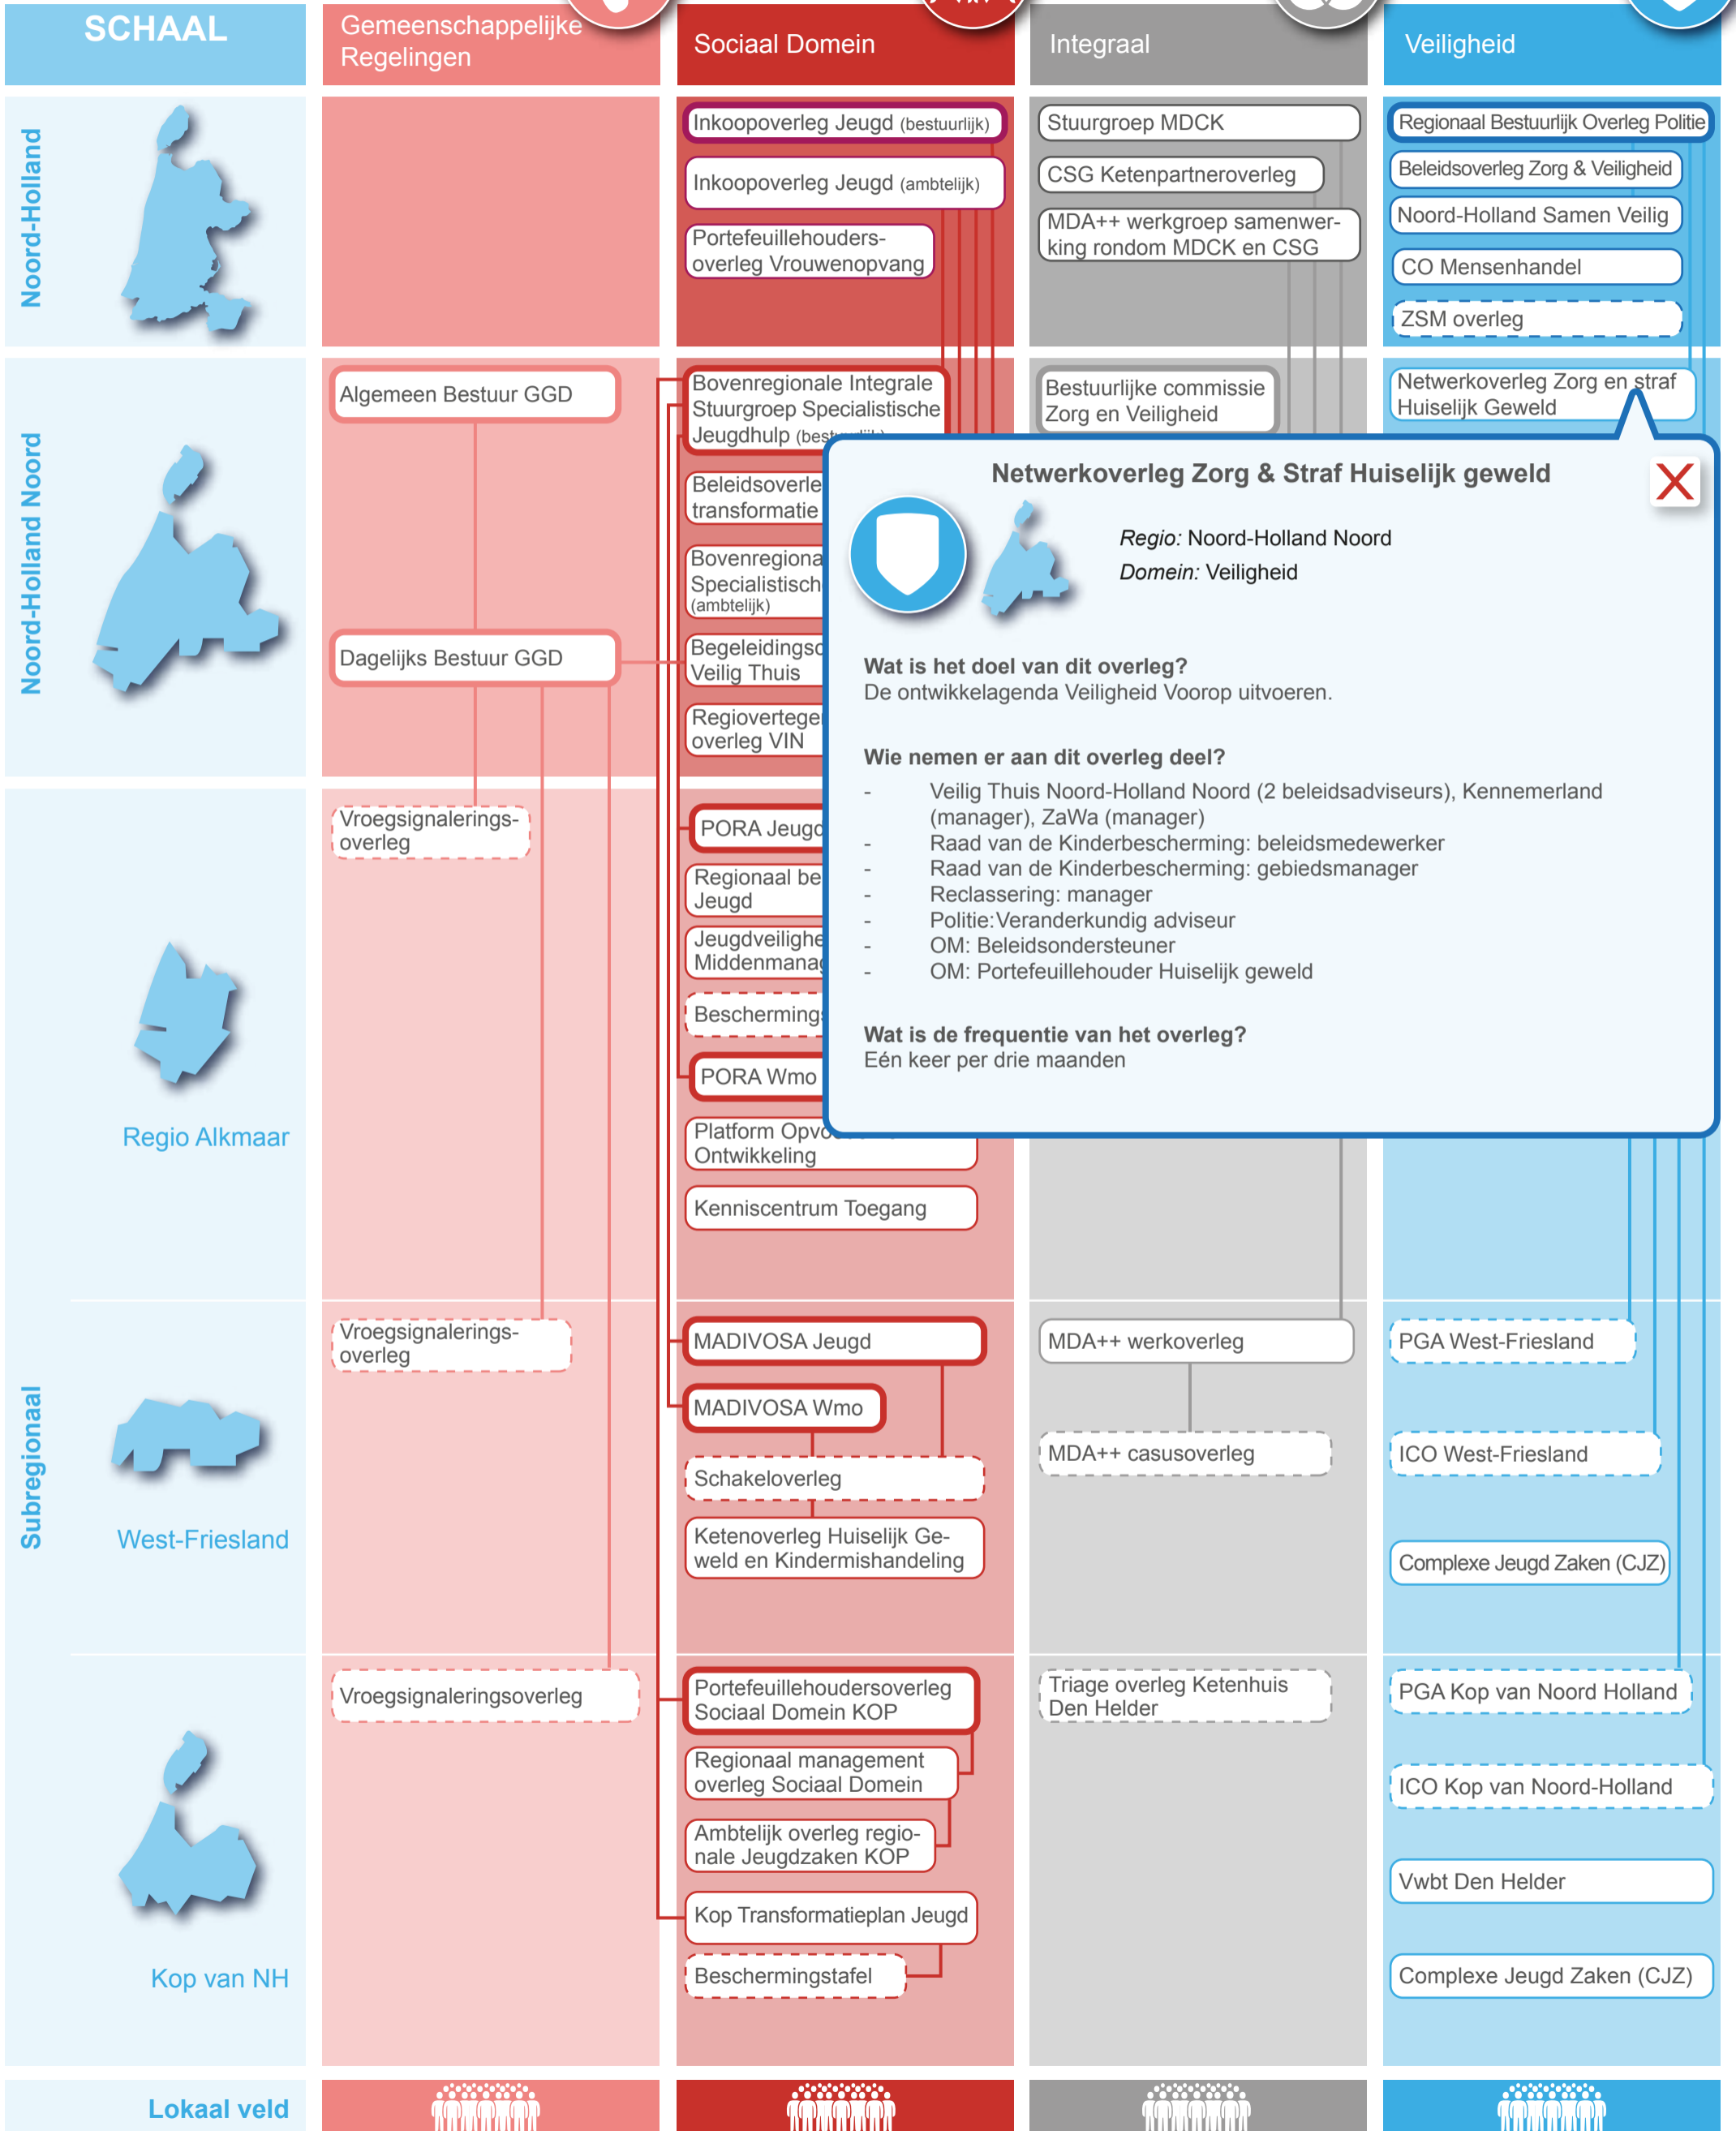 SCHAAL
Gemeenschappelijke
Regelingen
Sociaal Domein
Integraal
Veiligheid
Noord-Holland
Inkoopoverleg Jeugd (bestuurlijk)
Inkoopoverleg Jeugd (ambtelijk)
Portefeuillehouders-
overleg Vrouwenopvang
Stuurgroep MDCK
CSG Ketenpartneroverleg
MDA++ werkgroep samenwer-
king rondom MDCK en CSG
Regionaal Bestuurlijk Overleg Politie
Beleidsoverleg Zorg & Veiligheid
Noord-Holland Samen Veilig
CO Mensenhandel
ZSM overleg
Noord-Holland Noord
Algemeen Bestuur GGD
Dagelijks Bestuur GGD
Bovenregionale Integrale
Stuurgroep Specialistische
Jeugdhulp (bestuurlijk)
Beleidsoverle
transformatie
Bovenregiona
Specialistisch
(ambtelijk)
Begeleidingsc
Veilig Thuis
Regioverteger
overleg VIN
Bestuurlijke commissie
Zorg en Veiligheid
Netwerkoverleg Zorg en straf
Huiselijk Geweld
Netwerkoverleg Zorg & Straf Huiselijk geweld
X
Regio: Noord-Holland Noord
Domein: Veiligheid
Wat is het doel van dit overleg?
De ontwikkelagenda Veiligheid Voorop uitvoeren.
Wie nemen er aan dit overleg deel?
- Veilig Thuis Noord-Holland Noord (2 beleidsadviseurs), Kennemerland
(manager), ZaWa (manager)
- Raad van de Kinderbescherming: beleidsmedewerker
- Raad van de Kinderbescherming: gebiedsmanager
- Reclassering: manager
- Politie:Veranderkundig adviseur
- OM: Beleidsondersteuner
- OM: Portefeuillehouder Huiselijk geweld
Wat is de frequentie van het overleg?
Eén keer per drie maanden
Subregionaal
Regio Alkmaar
Vroegsignalerings-
overleg
PORA Jeugd
Regionaal be
Jeugd
Jeugdveilighe
Middenmanag
Beschermings
PORA Wmo
Platform Opvo
Ontwikkeling
Kenniscentrum Toegang
West-Friesland
Vroegsignalerings-
overleg
MADIVOSA Jeugd
MADIVOSA Wmo
Schakeloverleg
Ketenoverleg Huiselijk Ge-
weld en Kindermishandeling
MDA++ werkoverleg
MDA++ casusoverleg
PGA West-Friesland
ICO West-Friesland
Complexe Jeugd Zaken (CJZ)
Kop van NH
Vroegsignaleringsoverleg
Portefeuillehoudersoverleg
Sociaal Domein KOP
Regionaal management
overleg Sociaal Domein
Ambtelijk overleg regio-
nale Jeugdzaken KOP
Kop Transformatieplan Jeugd
Beschermingstafel
Triage overleg Ketenhuis
Den Helder
PGA Kop van Noord Holland
ICO Kop van Noord-Holland
Vwbt Den Helder
Complexe Jeugd Zaken (CJZ)
Lokaal veld